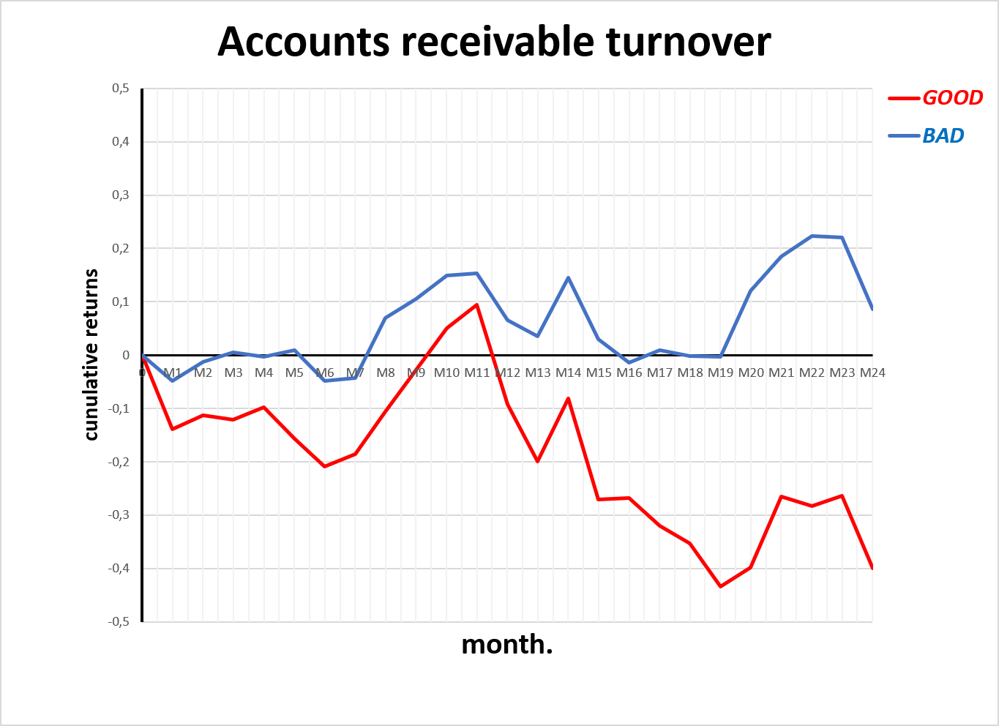 Accounts receivable turnover
0,5
0,4
0,3
0,2
0,1
0
-0,1
-0,2
-0,3
-0,4
-0,5
cunulative returns
0 M1 M2 M3 M4 M5 M6 M7 M8 M9 M10 M11 M12 M13 M14 M15 M16 M17 M18 M19 M20 M21 M22 M23 M24
month.
GOOD
BAD